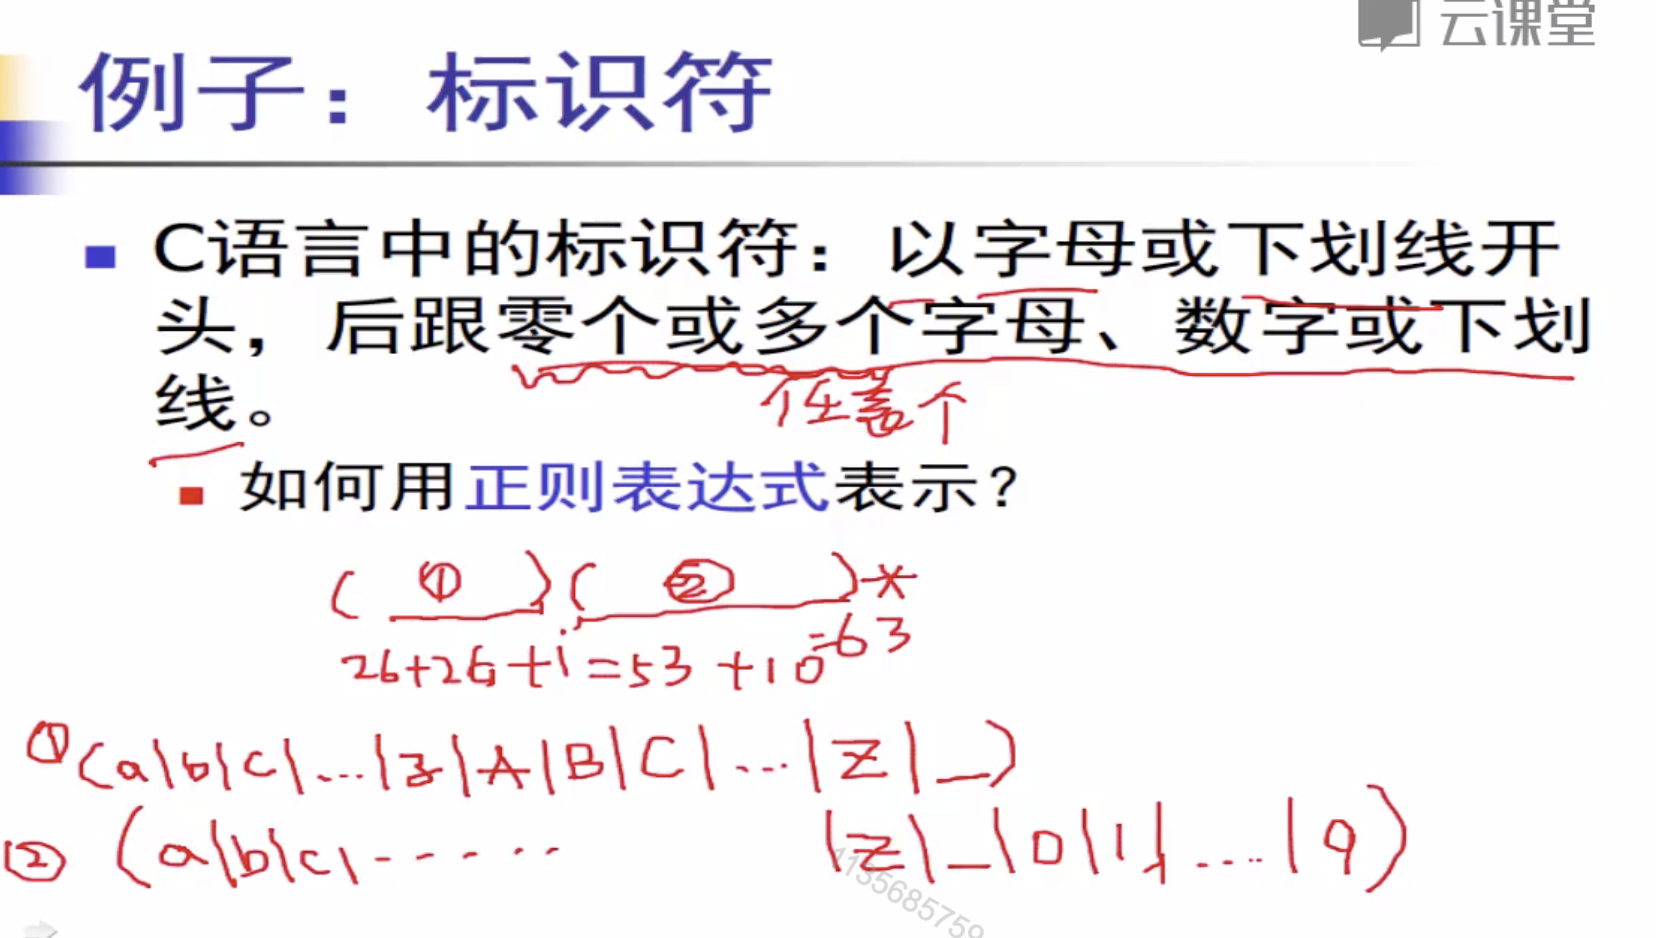 云课堂
例子：标识符
C语言中的标识符：以字母或下划线开
头，后跟零个或多个字母、数字或下划
线。
任意个
如何用正则表达式表示？
( ① ) ( ② )*
26+26+1=53 +10=63
① (a|b|c|...|z|A|B|C|...|Z|_)
② (a|b|c|----·· |Z|_|0|1|....|9)
1135685759